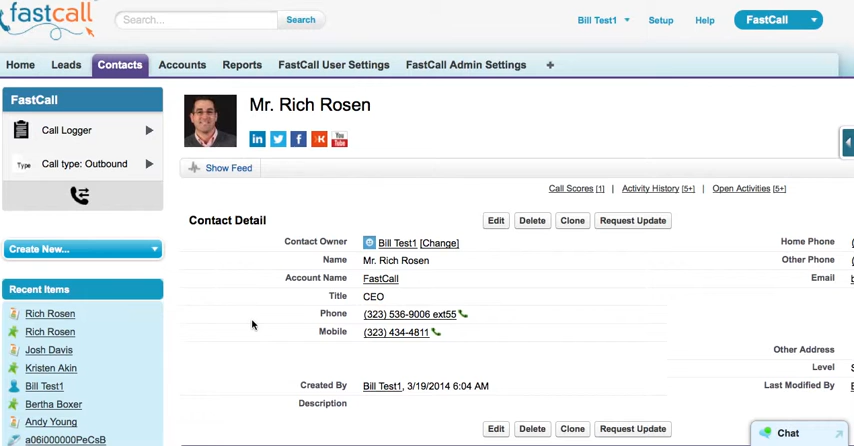 fastcall
Search...
Search
Bill Test1
Setup
Help
FastCall
Home
Leads
Contacts
Accounts
Reports
FastCall User Settings
FastCall Admin Settings
+
FastCall
Call Logger
Type
Call type: Outbound
Create New...
Recent Items
Rich Rosen
Rich Rosen
Josh Davis
Kristen Akin
Bill Test1
Bertha Boxer
Andy Young
a06i000000PeCsB
Mr. Rich Rosen
in
f
You
Tube
Show Feed
Call Scores [1] | Activity History [5+] | Open Activities [5+]
Contact Detail
Edit
Delete
Clone
Request Update
Contact Owner Bill Test1 [Change]
Name Mr. Rich Rosen
Account Name FastCall
Title CEO
Phone (323) 536-9006 ext55
Mobile (323) 434-4811
Created By Bill Test1, 3/19/2014 6:04 AM
Description
Home Phone
Other Phone
Email
Other Address
Level
Last Modified By
Edit
Delete
Clone
Request Update
Chat